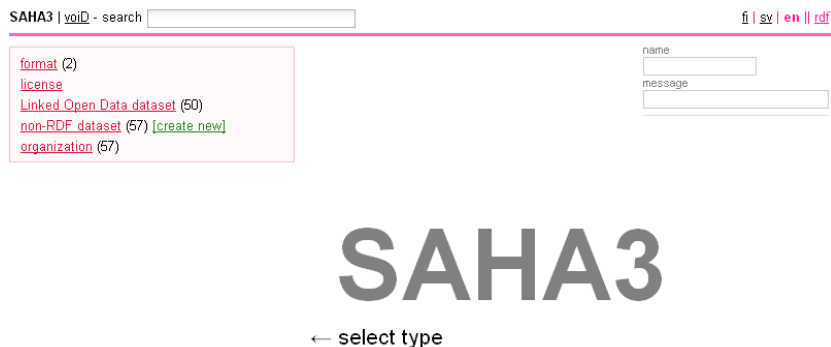 SAHA3 | voiD - search
fi | sv | en || rdf
format (2)
license
Linked Open Data dataset (50)
non-RDF dataset (57) [create new]
organization (57)
name
message
SAHA3
← select type